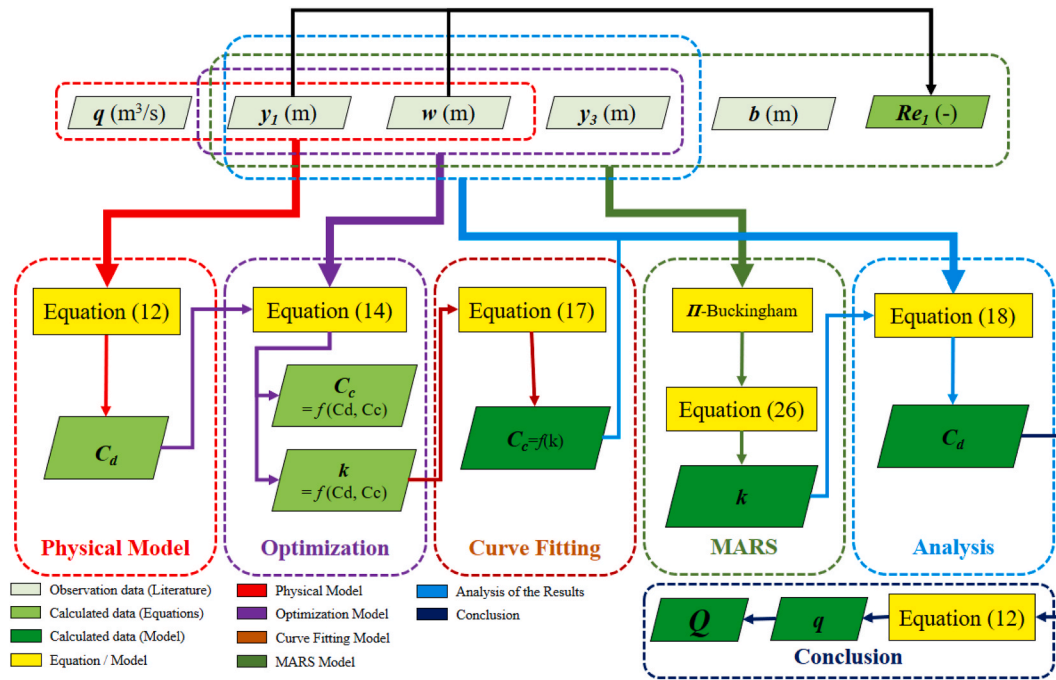 q (m³/s)
y₁ (m)
w (m)
y₃ (m)
b (m)
Re₁ (-)
Equation (12)
C_d
Physical Model
Equation (14)
C_c
= f (Cd, Cc)
k
= f (Cd, Cc)
Optimization
Equation (17)
C_c=f(k)
Curve Fitting
Π-Buckingham
Equation (26)
k
MARS
Equation (18)
C_d
Analysis
Observation data (Literature)
Calculated data (Equations)
Calculated data (Model)
Equation / Model
Physical Model
Optimization Model
Curve Fitting Model
MARS Model
Analysis of the Results
Conclusion
Q
q
Equation (12)
Conclusion